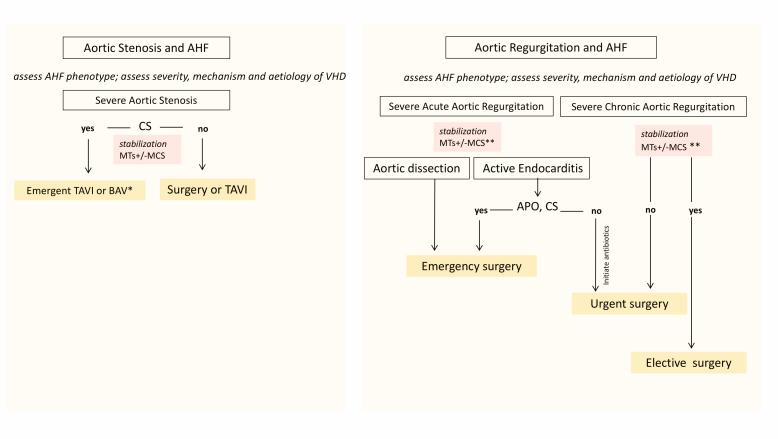 Aortic Stenosis and AHF
assess AHF phenotype; assess severity, mechanism and aetiology of VHD
Severe Aortic Stenosis
yes
CS
no
stabilization
MTs+/-MCS
Emergent TAVI or BAV*
Surgery or TAVI
Aortic Regurgitation and AHF
assess AHF phenotype; assess severity, mechanism and aetiology of VHD
Severe Acute Aortic Regurgitation
Severe Chronic Aortic Regurgitation
stabilization
MTs+/-MCS**
stabilization
MTs+/-MCS **
Aortic dissection
Active Endocarditis
yes
APO, CS
no
no
yes
Initiate antibiotics
Emergency surgery
Urgent surgery
Elective surgery